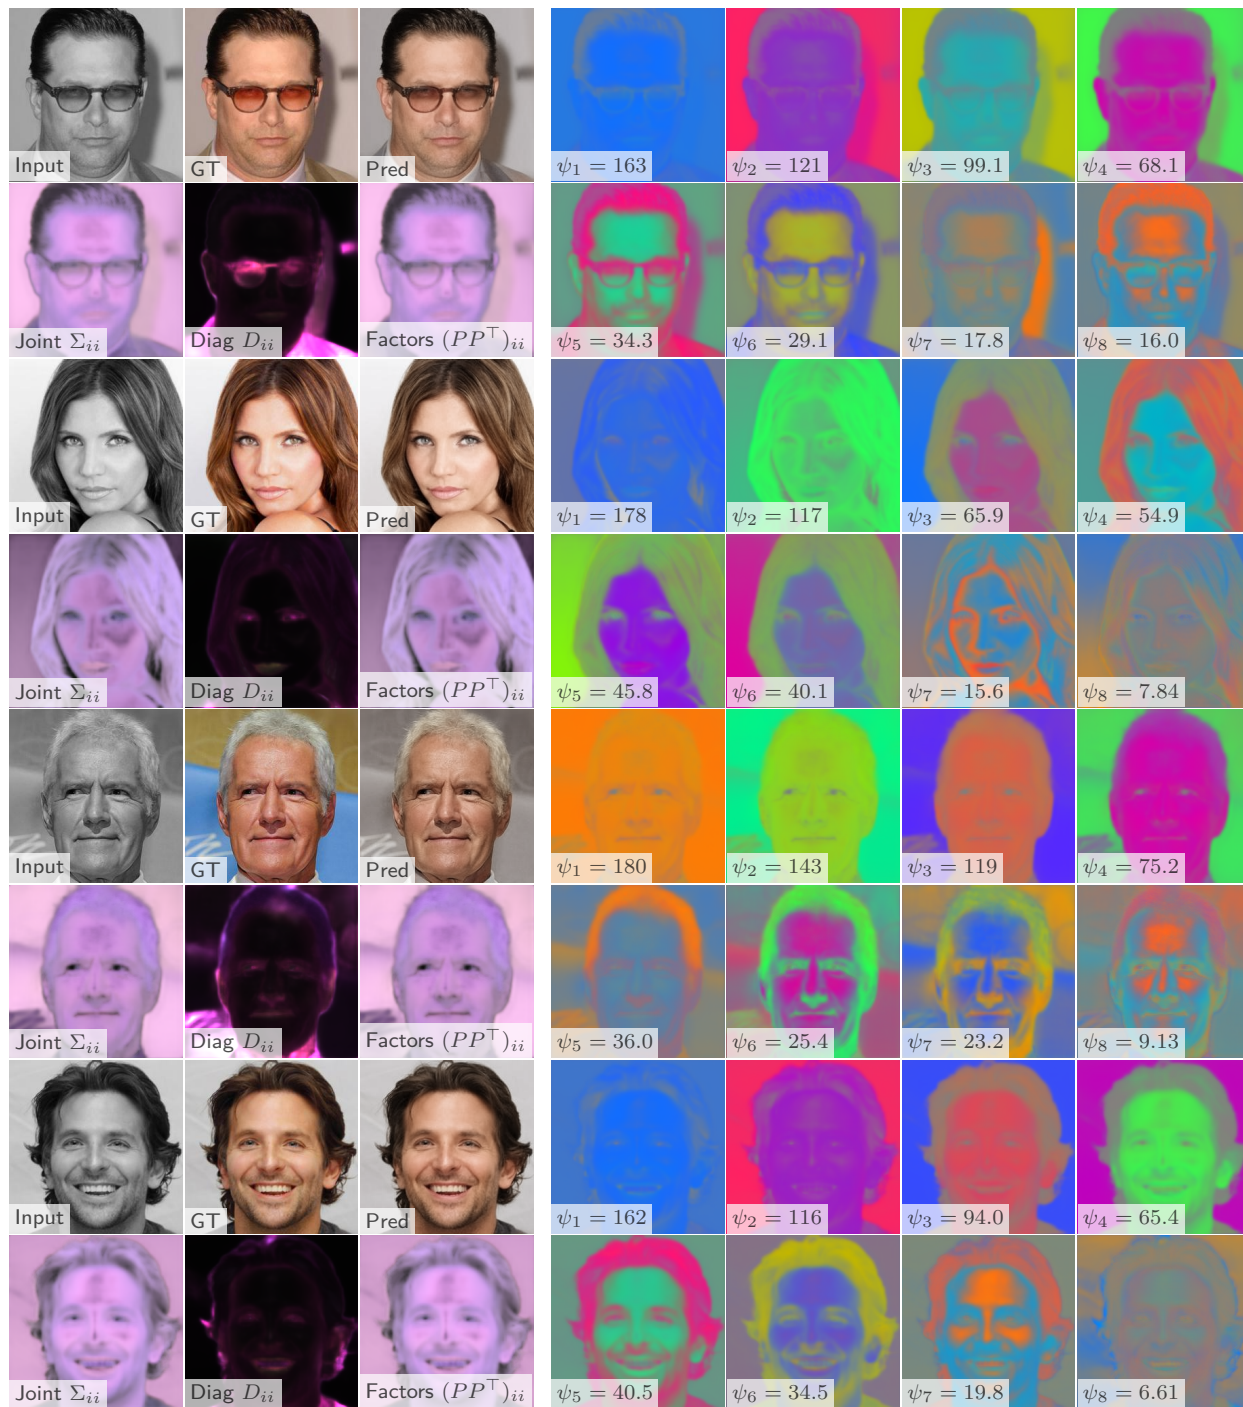 Input GT Pred ψ₁ = 163 ψ₂ = 121 ψ₃ = 99.1 ψ₄ = 68.1
Joint Σᵢᵢ Diag Dᵢᵢ Factors (PP⊤)ᵢᵢ ψ₅ = 34.3 ψ₆ = 29.1 ψ₇ = 17.8 ψ₈ = 16.0
Input GT Pred ψ₁ = 178 ψ₂ = 117 ψ₃ = 65.9 ψ₄ = 54.9
Joint Σᵢᵢ Diag Dᵢᵢ Factors (PP⊤)ᵢᵢ ψ₅ = 45.8 ψ₆ = 40.1 ψ₇ = 15.6 ψ₈ = 7.84
Input GT Pred ψ₁ = 180 ψ₂ = 143 ψ₃ = 119 ψ₄ = 75.2
Joint Σᵢᵢ Diag Dᵢᵢ Factors (PP⊤)ᵢᵢ ψ₅ = 36.0 ψ₆ = 25.4 ψ₇ = 23.2 ψ₈ = 9.13
Input GT Pred ψ₁ = 162 ψ₂ = 116 ψ₃ = 94.0 ψ₄ = 65.4
Joint Σᵢᵢ Diag Dᵢᵢ Factors (PP⊤)ᵢᵢ ψ₅ = 40.5 ψ₆ = 34.5 ψ₇ = 19.8 ψ₈ = 6.61